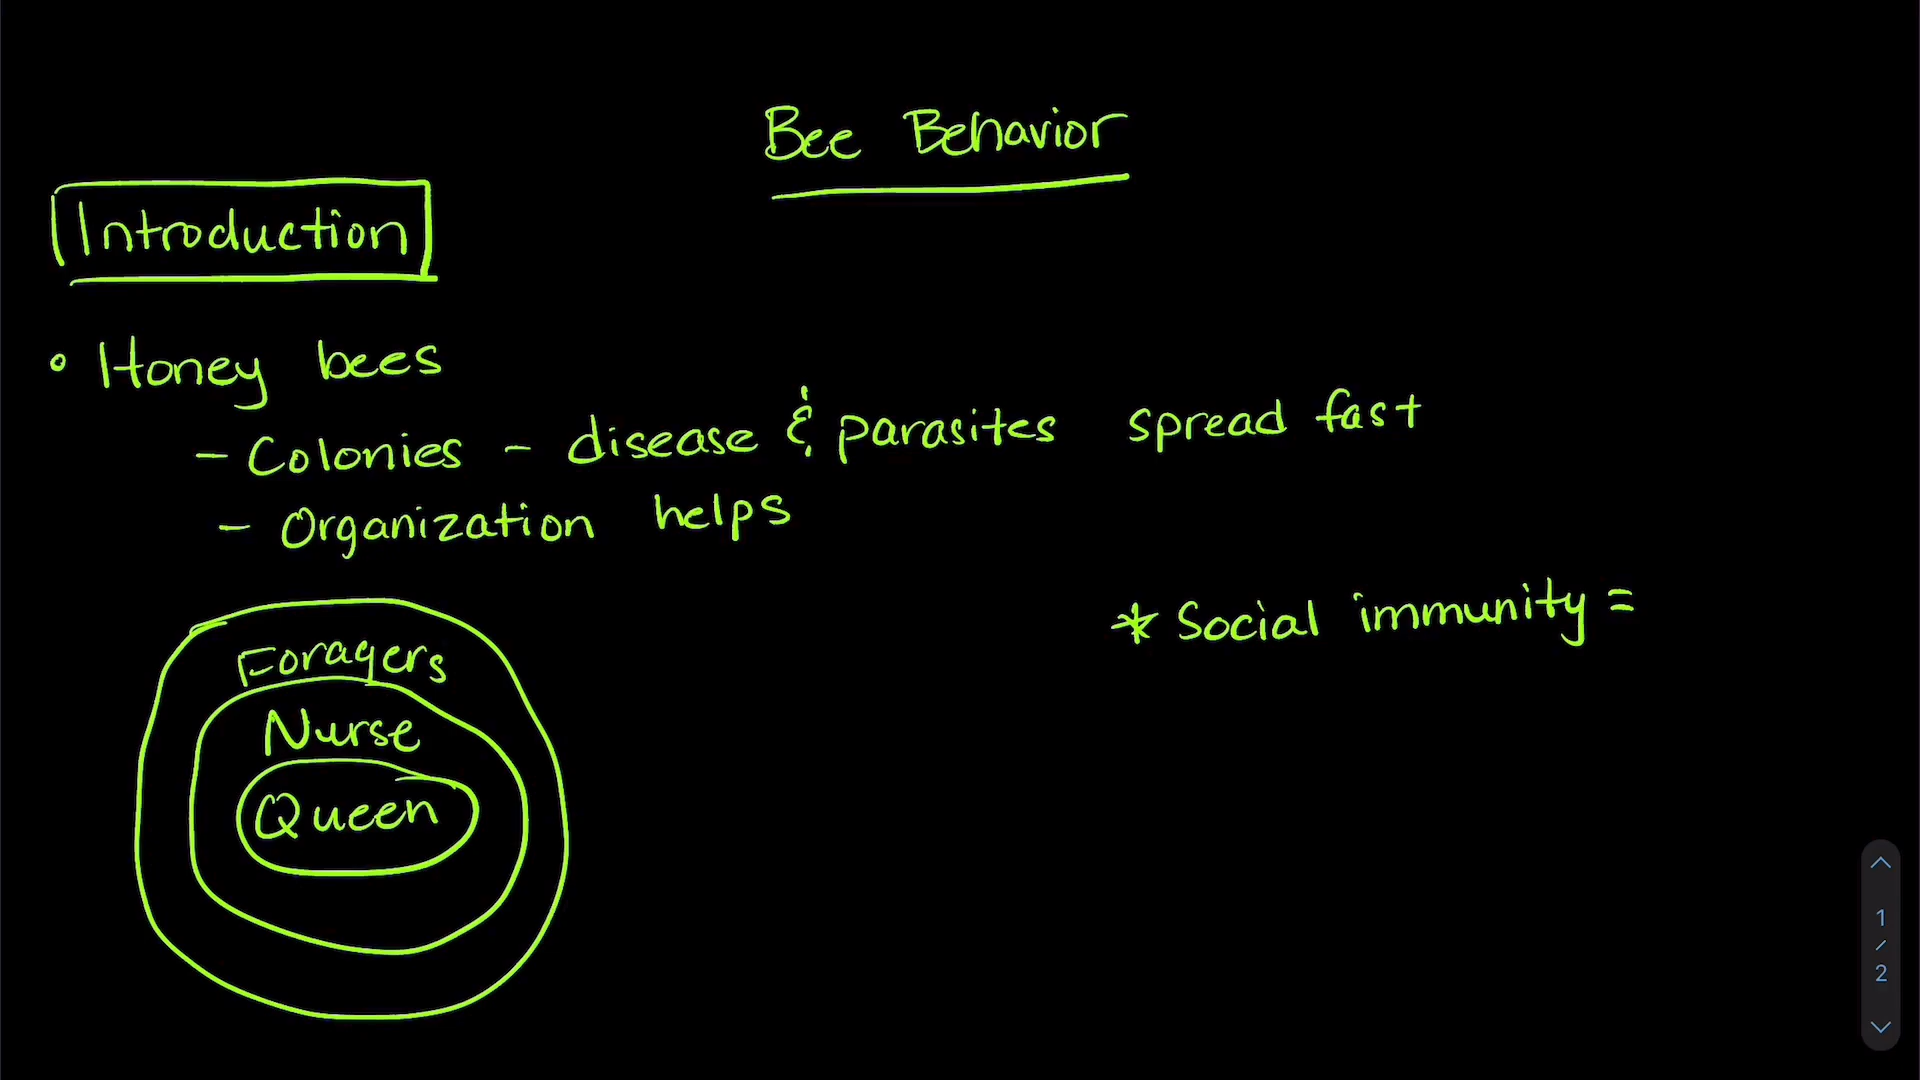 Bee Behavior
Introduction
• Honey bees
- Colonies - disease & parasites spread fast
- Organization helps
* Social immunity =
Foragers
Nurse
Queen
1
/
2